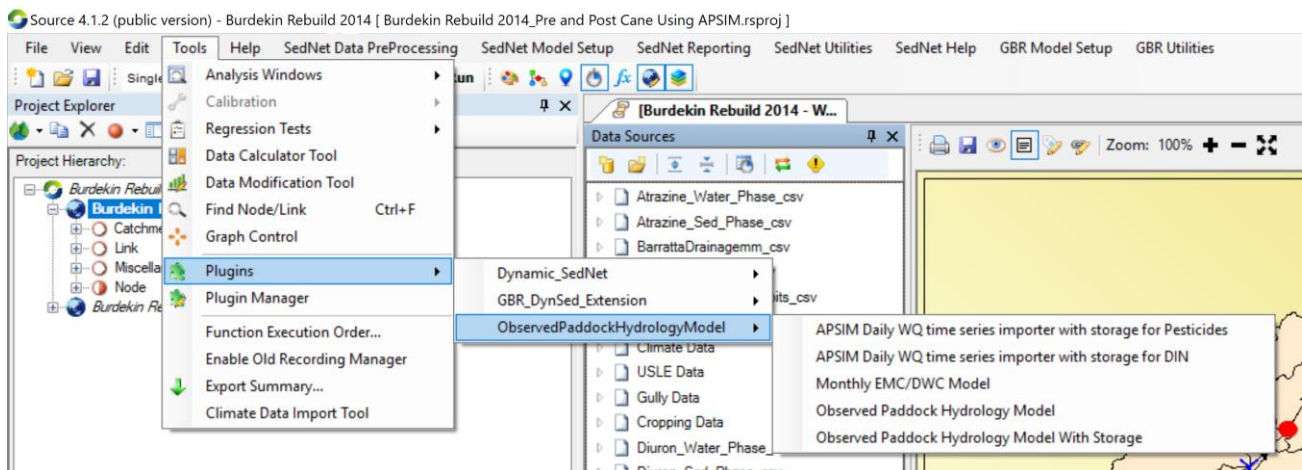 Source 4.1.2 (public version) - Burdekin Rebuild 2014 [ Burdekin Rebuild 2014_Pre and Post Cane Using APSIM.rsproj ]
File View Edit Tools Help SedNet Data PreProcessing SedNet Model Setup SedNet Reporting SedNet Utilities SedNet Help GBR Model Setup GBR Utilities
Project Explorer
Project Hierarchy:
Burdekin
Node
Link
Analysis Windows
Calibration
Regression Tests
Data Calculator Tool
Data Modification Tool
Find Node/Link Ctrl+F
Graph Control
Plugins
Plugin Manager
Function Execution Order...
Enable Old Recording Manager
Export Summary...
Climate Data Import Tool
Dynamic_SedNet
GBR_DynSed_Extension
ObservedPaddockHydrologyModel
APSIM Daily WQ time series importer with storage for Pesticides
APSIM Daily WQ time series importer with storage for DIN
Monthly EMC/DWC Model
Observed Paddock Hydrology Model
Observed Paddock Hydrology Model With Storage
[Burdekin Rebuild 2014 - W...
Data Sources
Zoom: 100%
Atrazine_Water_Phase_csv
Atrazine_Sed_Phase_csv
BarrattaDrainagemm_csv
Climate Data
USLE Data
Gully Data
Cropping Data
Diuron_Water_Phase_